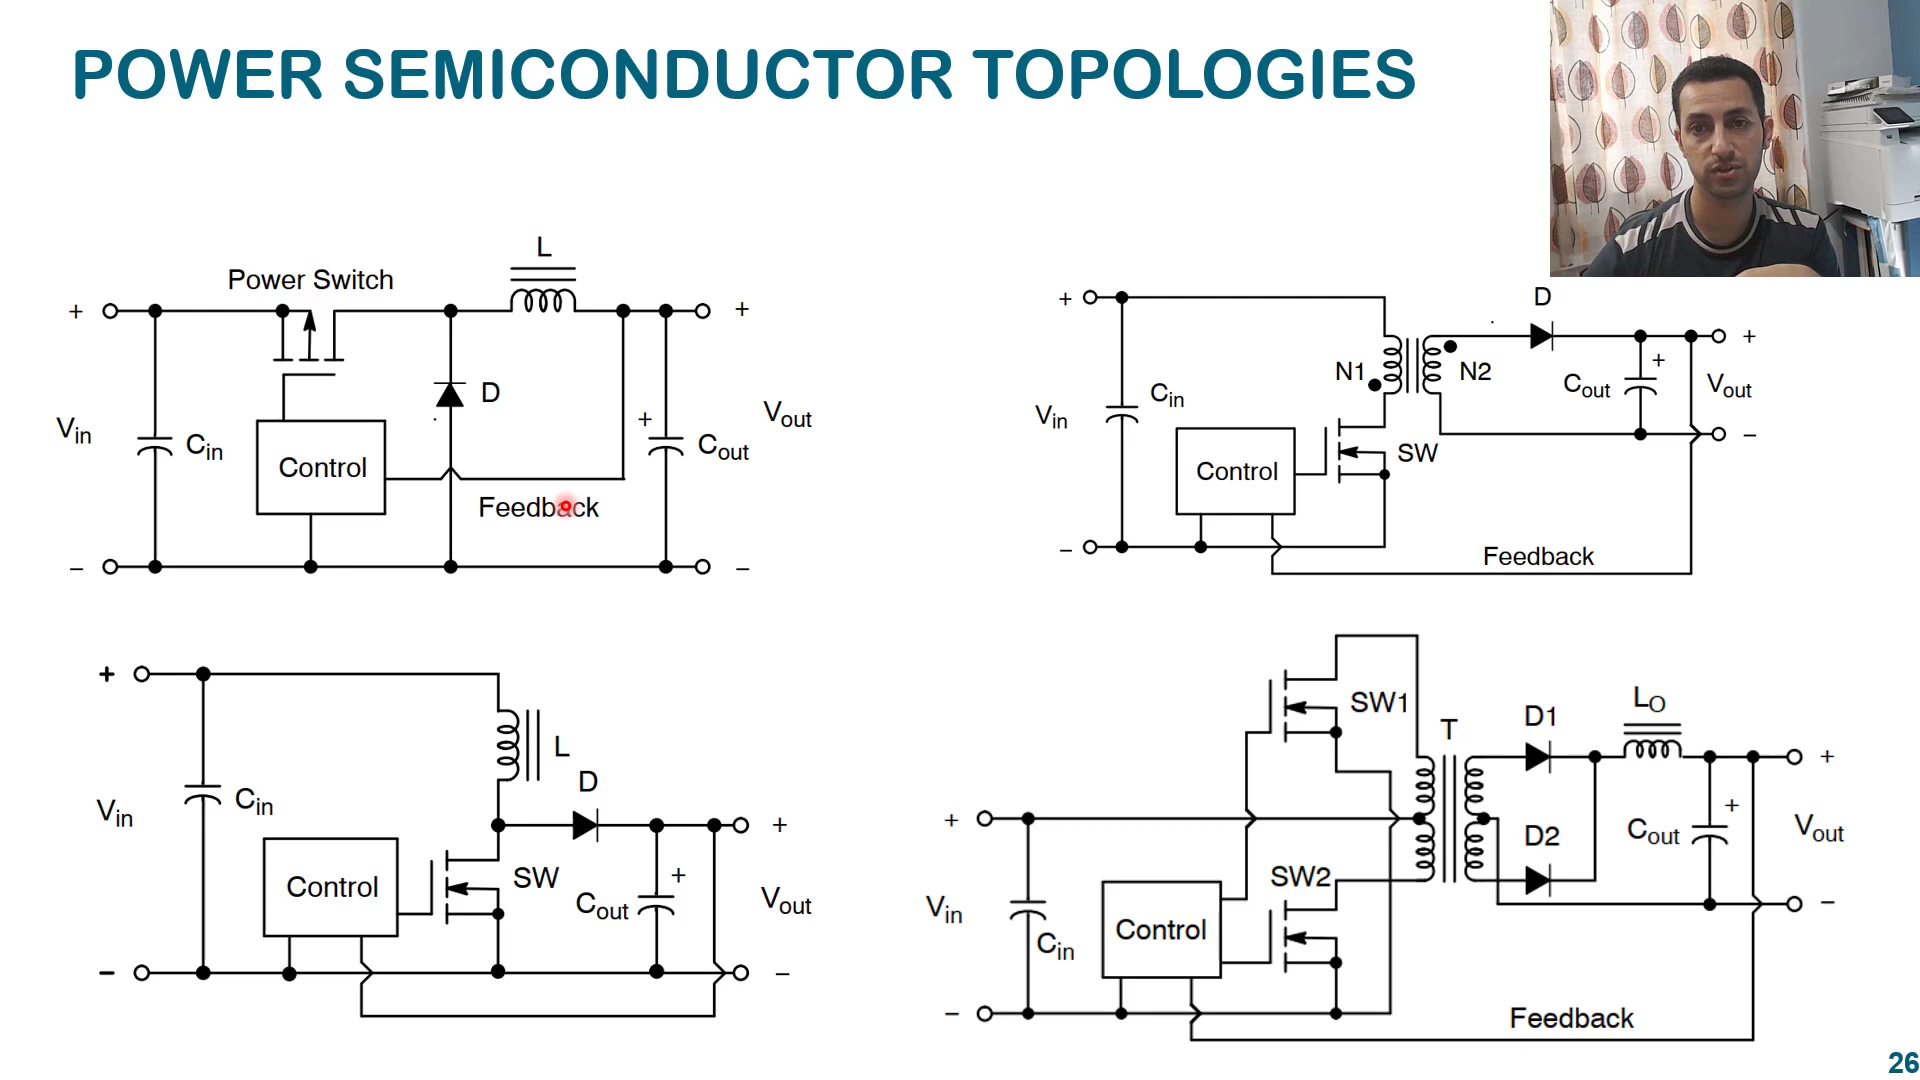 POWER SEMICONDUCTOR TOPOLOGIES
L
Power Switch
+
+
D
Vin
Cin
Control
+
Cout
Vout
Feedback
−
−
D
+
+
N1
N2
+
Cout
Vout
Vin
Cin
Control
SW
−
−
Feedback
+
L
D
Vin
Cin
+
Control
SW
+
Cout
Vout
−
−
SW1
T
D1
LO
+
+
SW2
D2
+
Cout
Vout
Vin
Cin
Control
−
−
Feedback
26